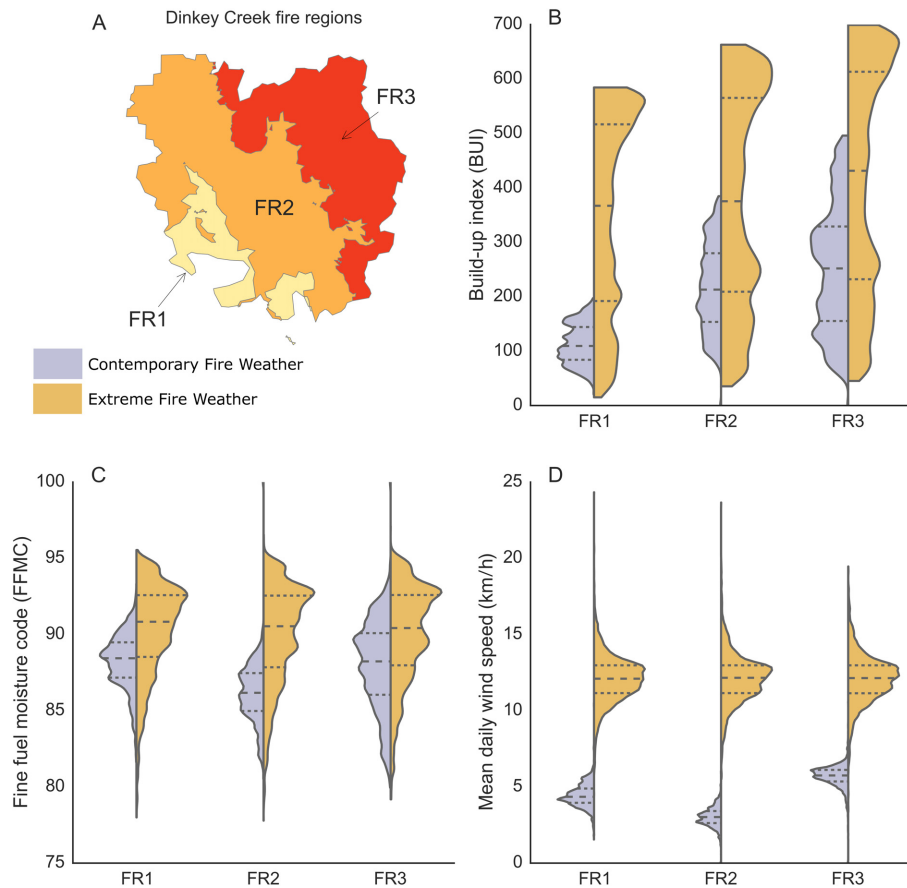 A
Dinkey Creek fire regions
FR3
FR2
FR1
Contemporary Fire Weather
Extreme Fire Weather
B
Build-up index (BUI)
700
600
500
400
300
200
100
0
FR1
FR2
FR3
C
Fine fuel moisture code (FFMC)
100
95
90
85
80
75
FR1
FR2
FR3
D
Mean daily wind speed (km/h)
25
20
15
10
5
0
FR1
FR2
FR3